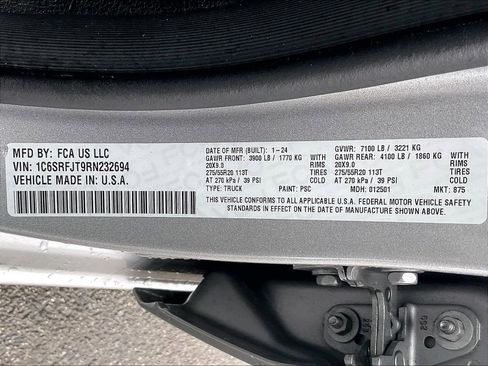 MFD BY: FCA US LLC
VIN: 1C6SRFJT9RN232694
VEHICLE MADE IN: U.S.A.
DATE OF MFR (BUILT): 1-24 GVWR: 7100 LB / 3221 KG
GAWR FRONT: 3900 LB / 1770 KG WITH GAWR REAR: 4100 LB / 1860 KG WITH
20X9.0 RIMS 20X9.0 RIMS
275/55R20 113T TIRES 275/55R20 113T TIRES
AT 270 kPa / 39 PSI COLD AT 270 kPa / 39 PSI COLD
TYPE: TRUCK PAINT: PSC MDH: 012501 MKT: 875
THIS VEHICLE CONFORMS TO ALL APPLICABLE U.S.A. FEDERAL MOTOR VEHICLE SAFETY
STANDARDS IN EFFECT ON THE DATE OF MANUFACTURE SHOWN ABOVE.